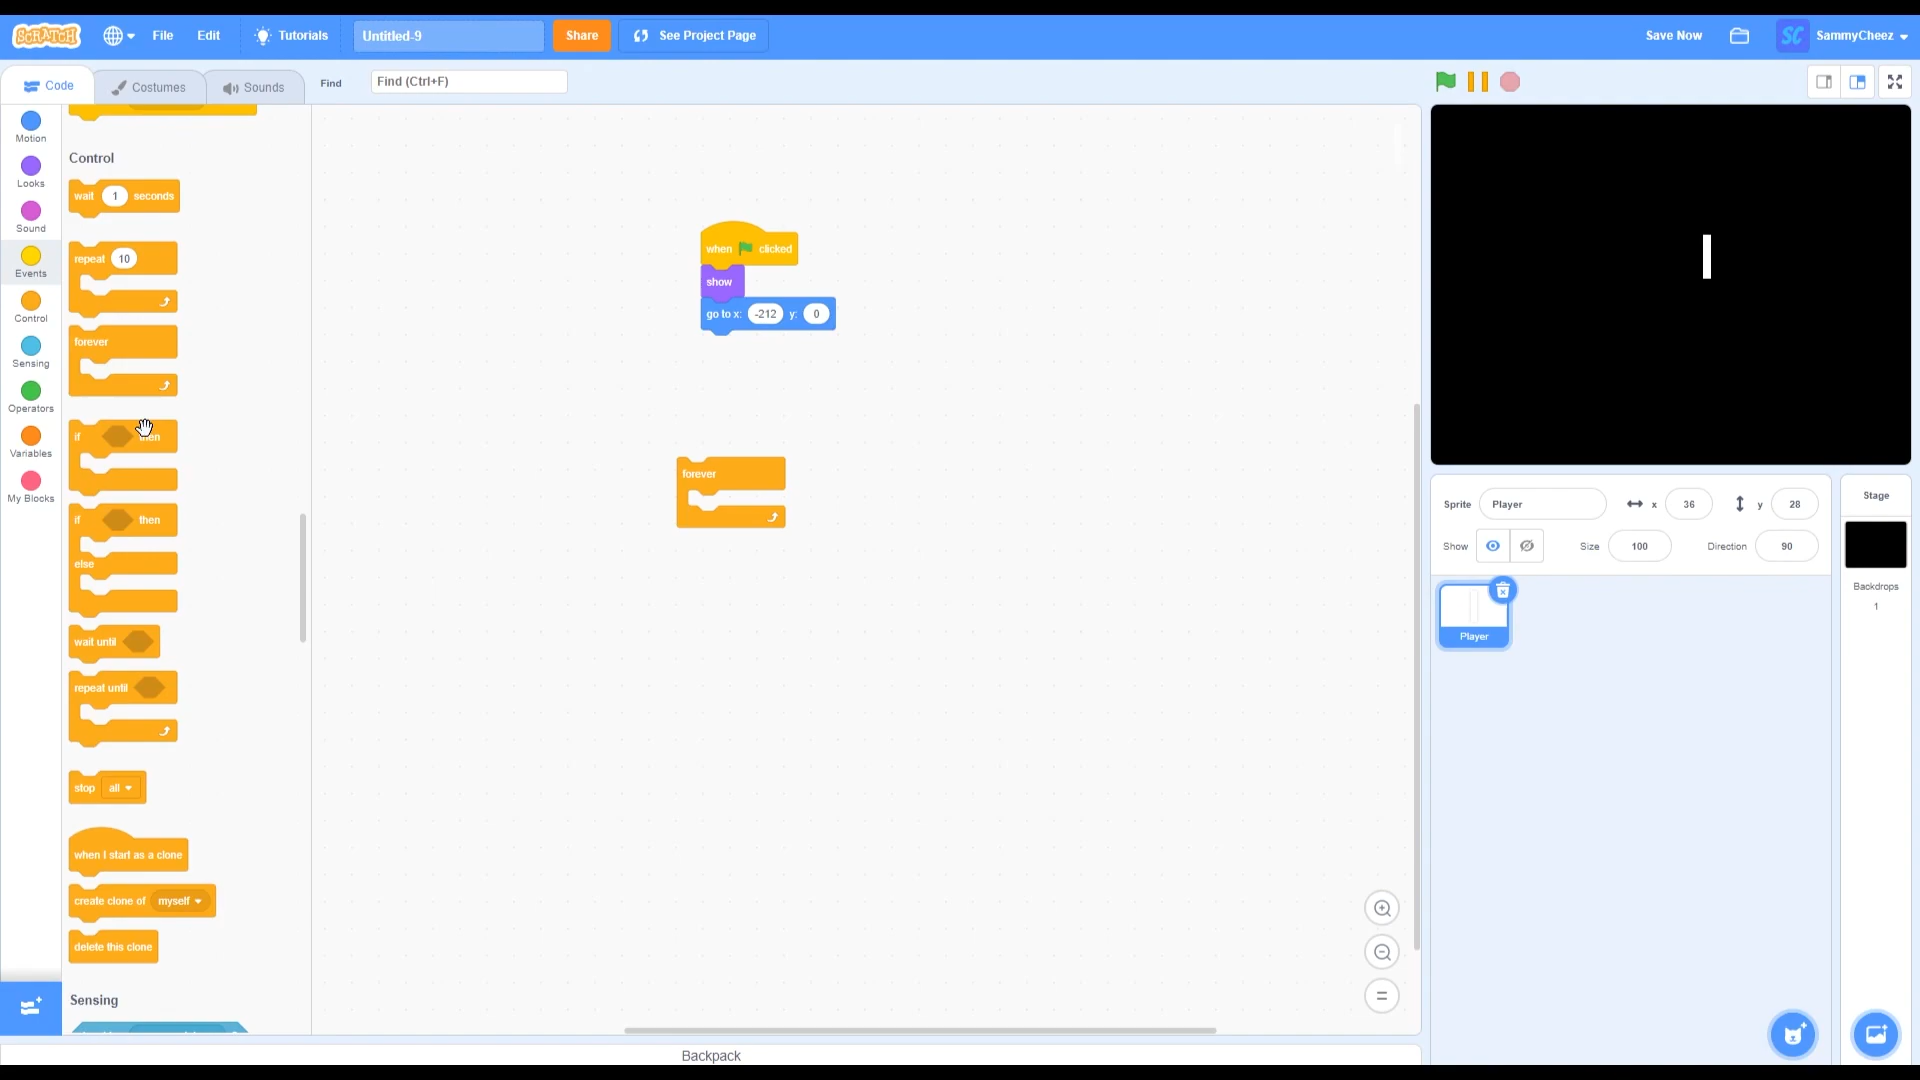 SCRATCH
File
Edit
Tutorials
Untitled-9
Share
See Project Page
Save Now
SC
SammyCheez
Code
Costumes
Sounds
Find
Find (Ctrl+F)
Motion
Looks
Sound
Events
Control
Sensing
Operators
Variables
My Blocks
Control
wait 1 seconds
repeat 10
forever
if then
if then
else
wait until
repeat until
stop all
when I start as a clone
create clone of myself
delete this clone
Sensing
when clicked
show
go to x: -212 y: 0
forever
Backpack
Sprite Player x 36 y 28
Show Size 100 Direction 90
Player
Stage
Backdrops
1